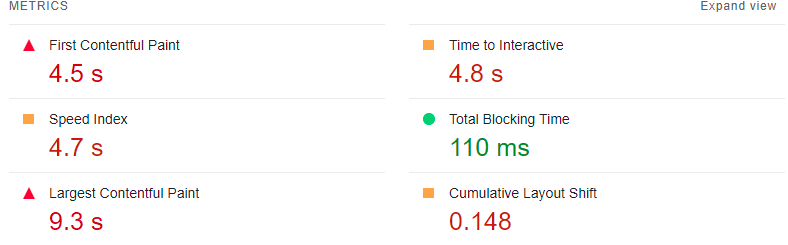 METRICS
Expand view
First Contentful Paint
4.5 s
Time to Interactive
4.8 s
Speed Index
4.7 s
Total Blocking Time
110 ms
Largest Contentful Paint
9.3 s
Cumulative Layout Shift
0.148